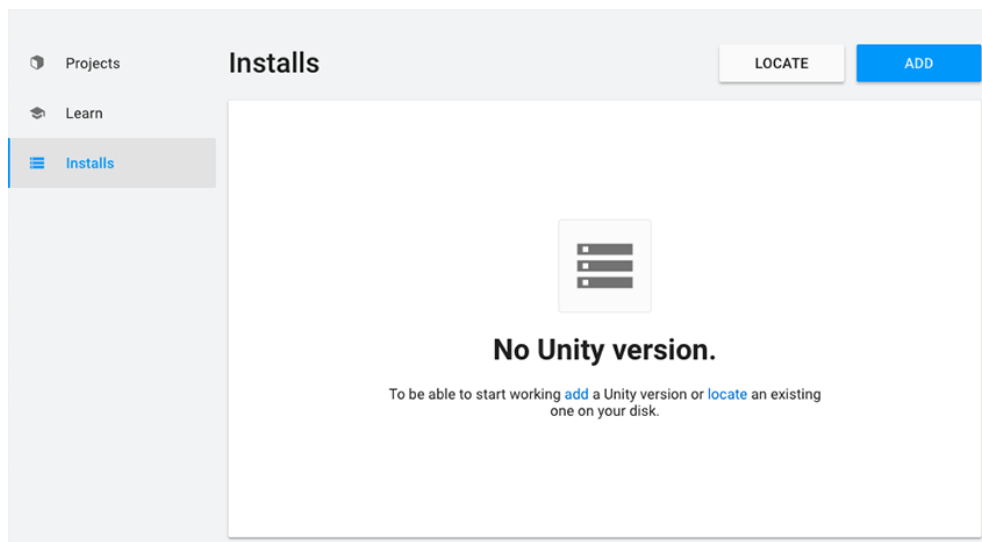 Projects
Learn
Installs
Installs
LOCATE
ADD
No Unity version.
To be able to start working add a Unity version or locate an existing
one on your disk.